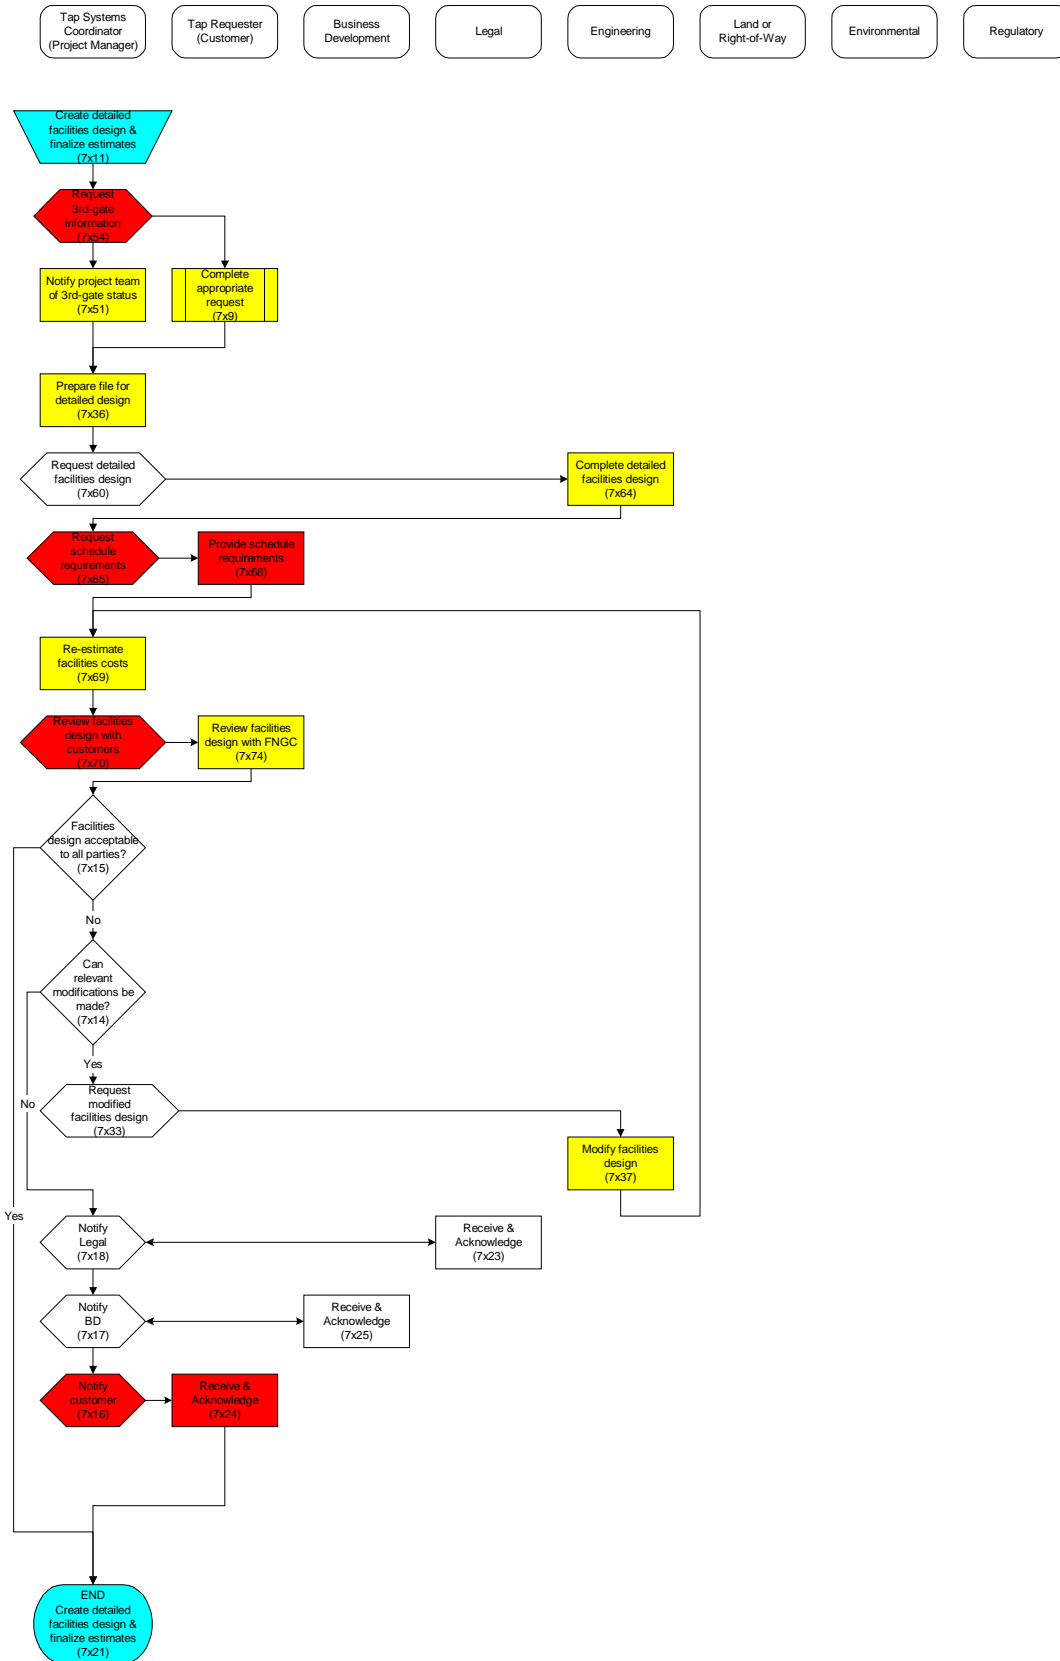 Tap Systems
Coordinator
(Project Manager)
Tap Requester
(Customer)
Business
Development
Legal
Engineering
Land or
Right-of-Way
Environmental
Regulatory
Create detailed
facilities design &
finalize estimates
(7x11)
Request
3rd-gate
information
(7x54)
Notify project team
of 3rd-gate status
(7x51)
Complete
appropriate
request
(7x9)
Prepare file for
detailed design
(7x36)
Request detailed
facilities design
(7x60)
Complete detailed
facilities design
(7x64)
Request
schedule
requirements
(7x65)
Provide schedule
requirements
(7x68)
Re-estimate
facilities costs
(7x69)
Review facilities
design with
customers
(7x70)
Review facilities
design with FNGC
(7x74)
Facilities
design acceptable
to all parties?
(7x15)
No
Can
relevant
modifications be
made?
(7x14)
Yes
No
Request
modified
facilities design
(7x33)
Modify facilities
design
(7x37)
Yes
Notify
Legal
(7x18)
Receive &
Acknowledge
(7x23)
Notify
BD
(7x17)
Receive &
Acknowledge
(7x25)
Notify
customer
(7x16)
Receive &
Acknowledge
(7x24)
END
Create detailed
facilities design &
finalize estimates
(7x21)